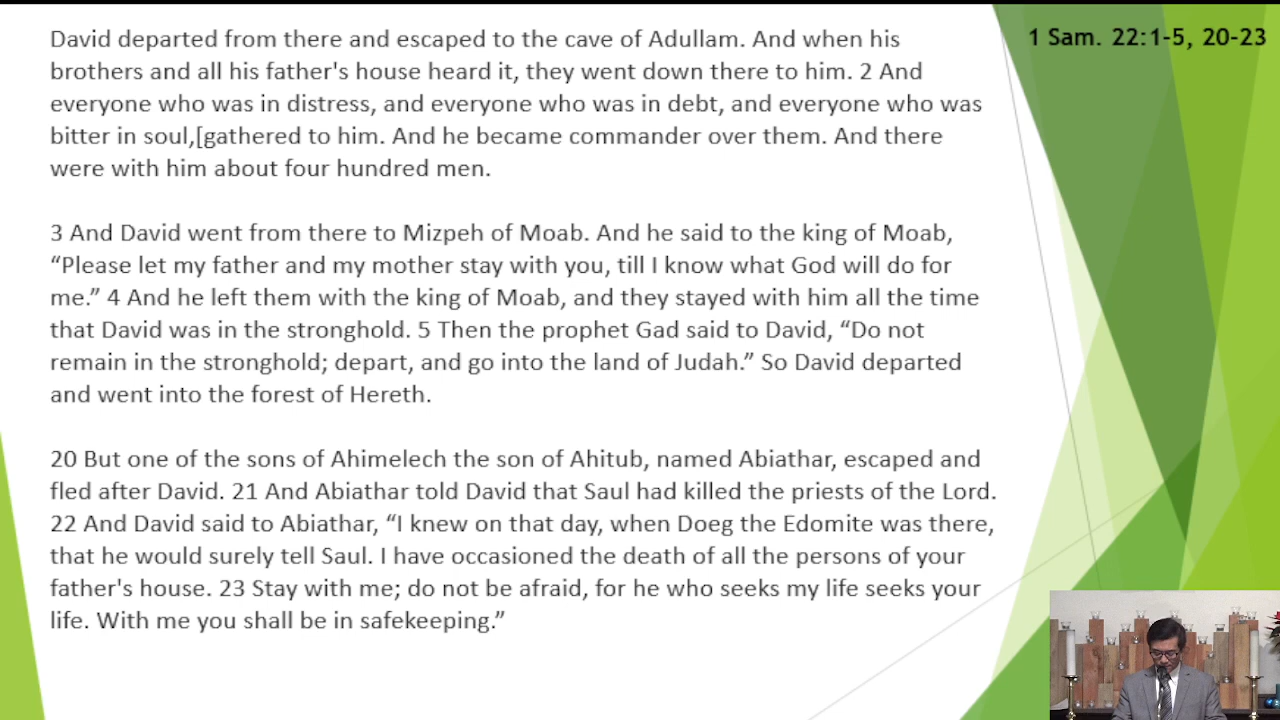 David departed from there and escaped to the cave of Adullam. And when his
brothers and all his father's house heard it, they went down there to him. 2 And
everyone who was in distress, and everyone who was in debt, and everyone who was
bitter in soul,[gathered to him. And he became commander over them. And there
were with him about four hundred men.
3 And David went from there to Mizpeh of Moab. And he said to the king of Moab,
“Please let my father and my mother stay with you, till I know what God will do for
me.” 4 And he left them with the king of Moab, and they stayed with him all the time
that David was in the stronghold. 5 Then the prophet Gad said to David, “Do not
remain in the stronghold; depart, and go into the land of Judah.” So David departed
and went into the forest of Hereth.
20 But one of the sons of Ahimelech the son of Ahitub, named Abiathar, escaped and
fled after David. 21 And Abiathar told David that Saul had killed the priests of the Lord.
22 And David said to Abiathar, “I knew on that day, when Doeg the Edomite was there,
that he would surely tell Saul. I have occasioned the death of all the persons of your
father's house. 23 Stay with me; do not be afraid, for he who seeks my life seeks your
life. With me you shall be in safekeeping.”
1 Sam. 22:1-5, 20-23